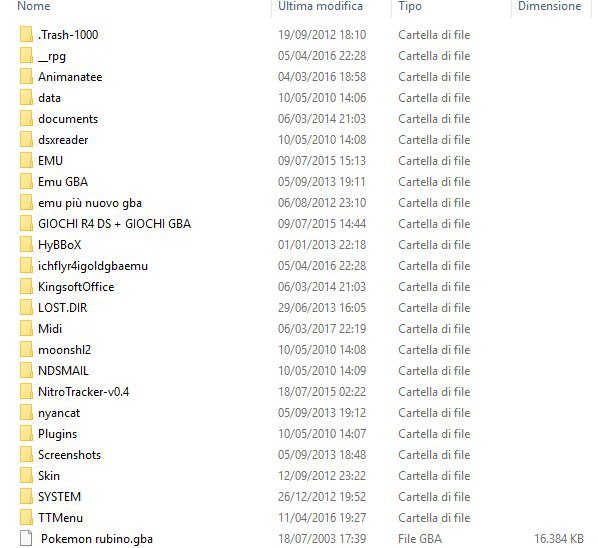 Nome Ultima modifica Tipo Dimensione
.Trash-1000 19/09/2012 18:10 Cartella di file
__rpg 05/04/2016 22:28 Cartella di file
Animanatee 04/03/2016 18:58 Cartella di file
data 10/05/2010 14:06 Cartella di file
documents 06/03/2014 21:03 Cartella di file
dsxreader 10/05/2010 14:08 Cartella di file
EMU 09/07/2015 15:13 Cartella di file
Emu GBA 05/09/2013 19:11 Cartella di file
emu più nuovo gba 06/08/2012 23:10 Cartella di file
GIOCHI R4 DS + GIOCHI GBA 09/07/2015 14:44 Cartella di file
HyBBoX 01/01/2013 22:18 Cartella di file
ichflyr4igoldgbaemu 05/04/2016 22:28 Cartella di file
KingsoftOffice 06/03/2014 21:03 Cartella di file
LOST.DIR 29/06/2013 16:05 Cartella di file
Midi 06/03/2017 22:19 Cartella di file
moonshl2 10/05/2010 14:08 Cartella di file
NDSMAIL 10/05/2010 14:09 Cartella di file
NitroTracker-v0.4 18/07/2015 02:22 Cartella di file
nyancat 05/09/2013 19:12 Cartella di file
Plugins 10/05/2010 14:07 Cartella di file
Screenshots 05/09/2013 18:48 Cartella di file
Skin 12/09/2012 23:22 Cartella di file
SYSTEM 26/12/2012 19:52 Cartella di file
TTMenu 11/04/2016 19:27 Cartella di file
Pokemon rubino.gba 18/07/2003 17:39 File GBA 16.384 KB